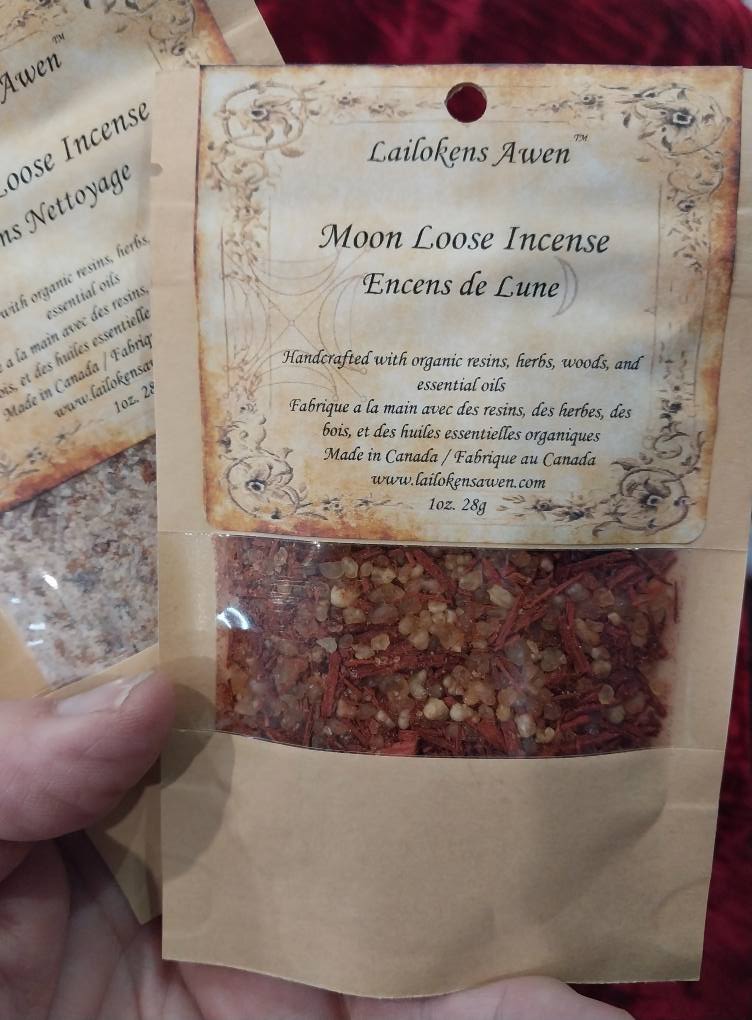 Awen™
Loose Incense
ns Nettoyage
with organic resins, herbs,
essential oils
a la main avec des resins,
et des huiles essentielle
Made in Canada / Fabriq
www.lailokensa
1oz. 28
Lailokens Awen™
Moon Loose Incense
Encens de Lune
Handcrafted with organic resins, herbs, woods, and
essential oils
Fabrique a la main avec des resins, des herbes, des
bois, et des huiles essentielles organiques
Made in Canada / Fabrique au Canada
www.lailokensawen.com
1oz. 28g